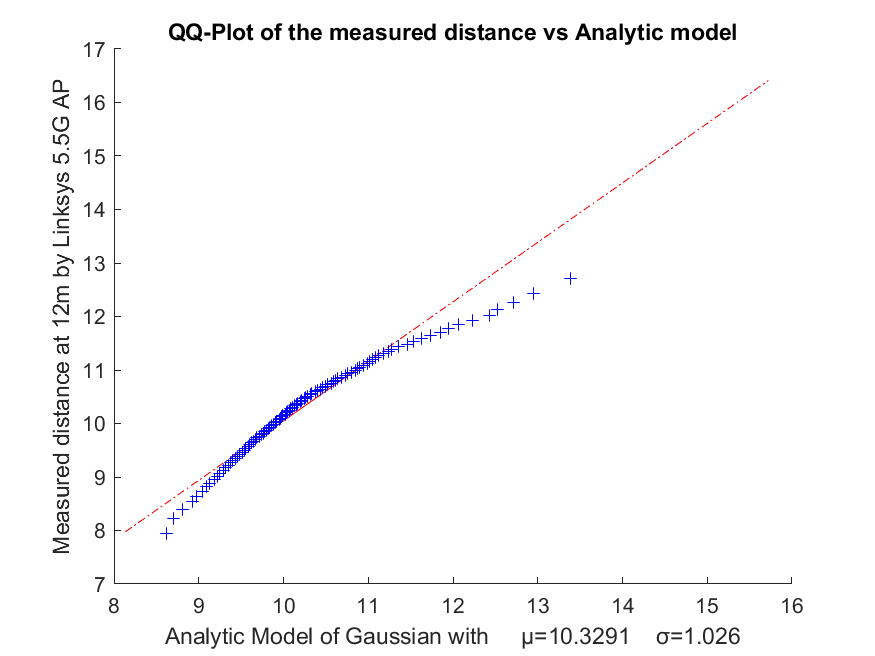 QQ-Plot of the measured distance vs Analytic model
Measured distance at 12m by Linksys 5.5G AP
17
16
15
14
13
12
11
10
9
8
7
8 9 10 11 12 13 14 15 16
Analytic Model of Gaussian with μ=10.3291 σ=1.026